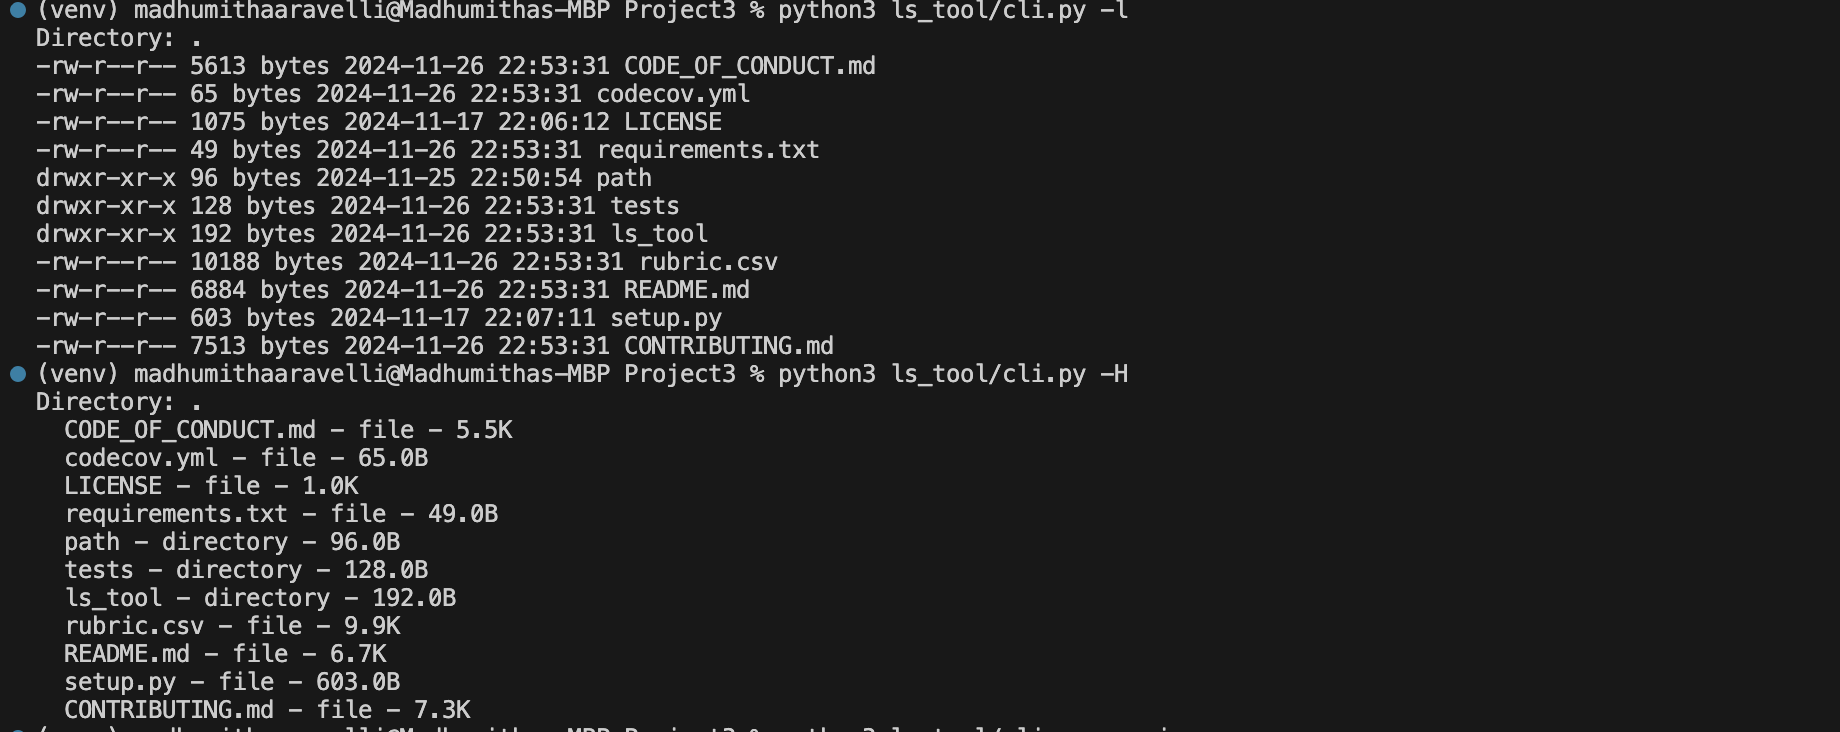 (venv) madhumithaaravelli@Madhumithas-MBP Project3 % python3 ls_tool/cli.py -l
Directory: .
-rw-r--r-- 5613 bytes 2024-11-26 22:53:31 CODE_OF_CONDUCT.md
-rw-r--r-- 65 bytes 2024-11-26 22:53:31 codecov.yml
-rw-r--r-- 1075 bytes 2024-11-17 22:06:12 LICENSE
-rw-r--r-- 49 bytes 2024-11-26 22:53:31 requirements.txt
drwxr-xr-x 96 bytes 2024-11-25 22:50:54 path
drwxr-xr-x 128 bytes 2024-11-26 22:53:31 tests
drwxr-xr-x 192 bytes 2024-11-26 22:53:31 ls_tool
-rw-r--r-- 10188 bytes 2024-11-26 22:53:31 rubric.csv
-rw-r--r-- 6884 bytes 2024-11-26 22:53:31 README.md
-rw-r--r-- 603 bytes 2024-11-17 22:07:11 setup.py
-rw-r--r-- 7513 bytes 2024-11-26 22:53:31 CONTRIBUTING.md
(venv) madhumithaaravelli@Madhumithas-MBP Project3 % python3 ls_tool/cli.py -H
Directory: .
CODE_OF_CONDUCT.md - file - 5.5K
codecov.yml - file - 65.0B
LICENSE - file - 1.0K
requirements.txt - file - 49.0B
path - directory - 96.0B
tests - directory - 128.0B
ls_tool - directory - 192.0B
rubric.csv - file - 9.9K
README.md - file - 6.7K
setup.py - file - 603.0B
CONTRIBUTING.md - file - 7.3K